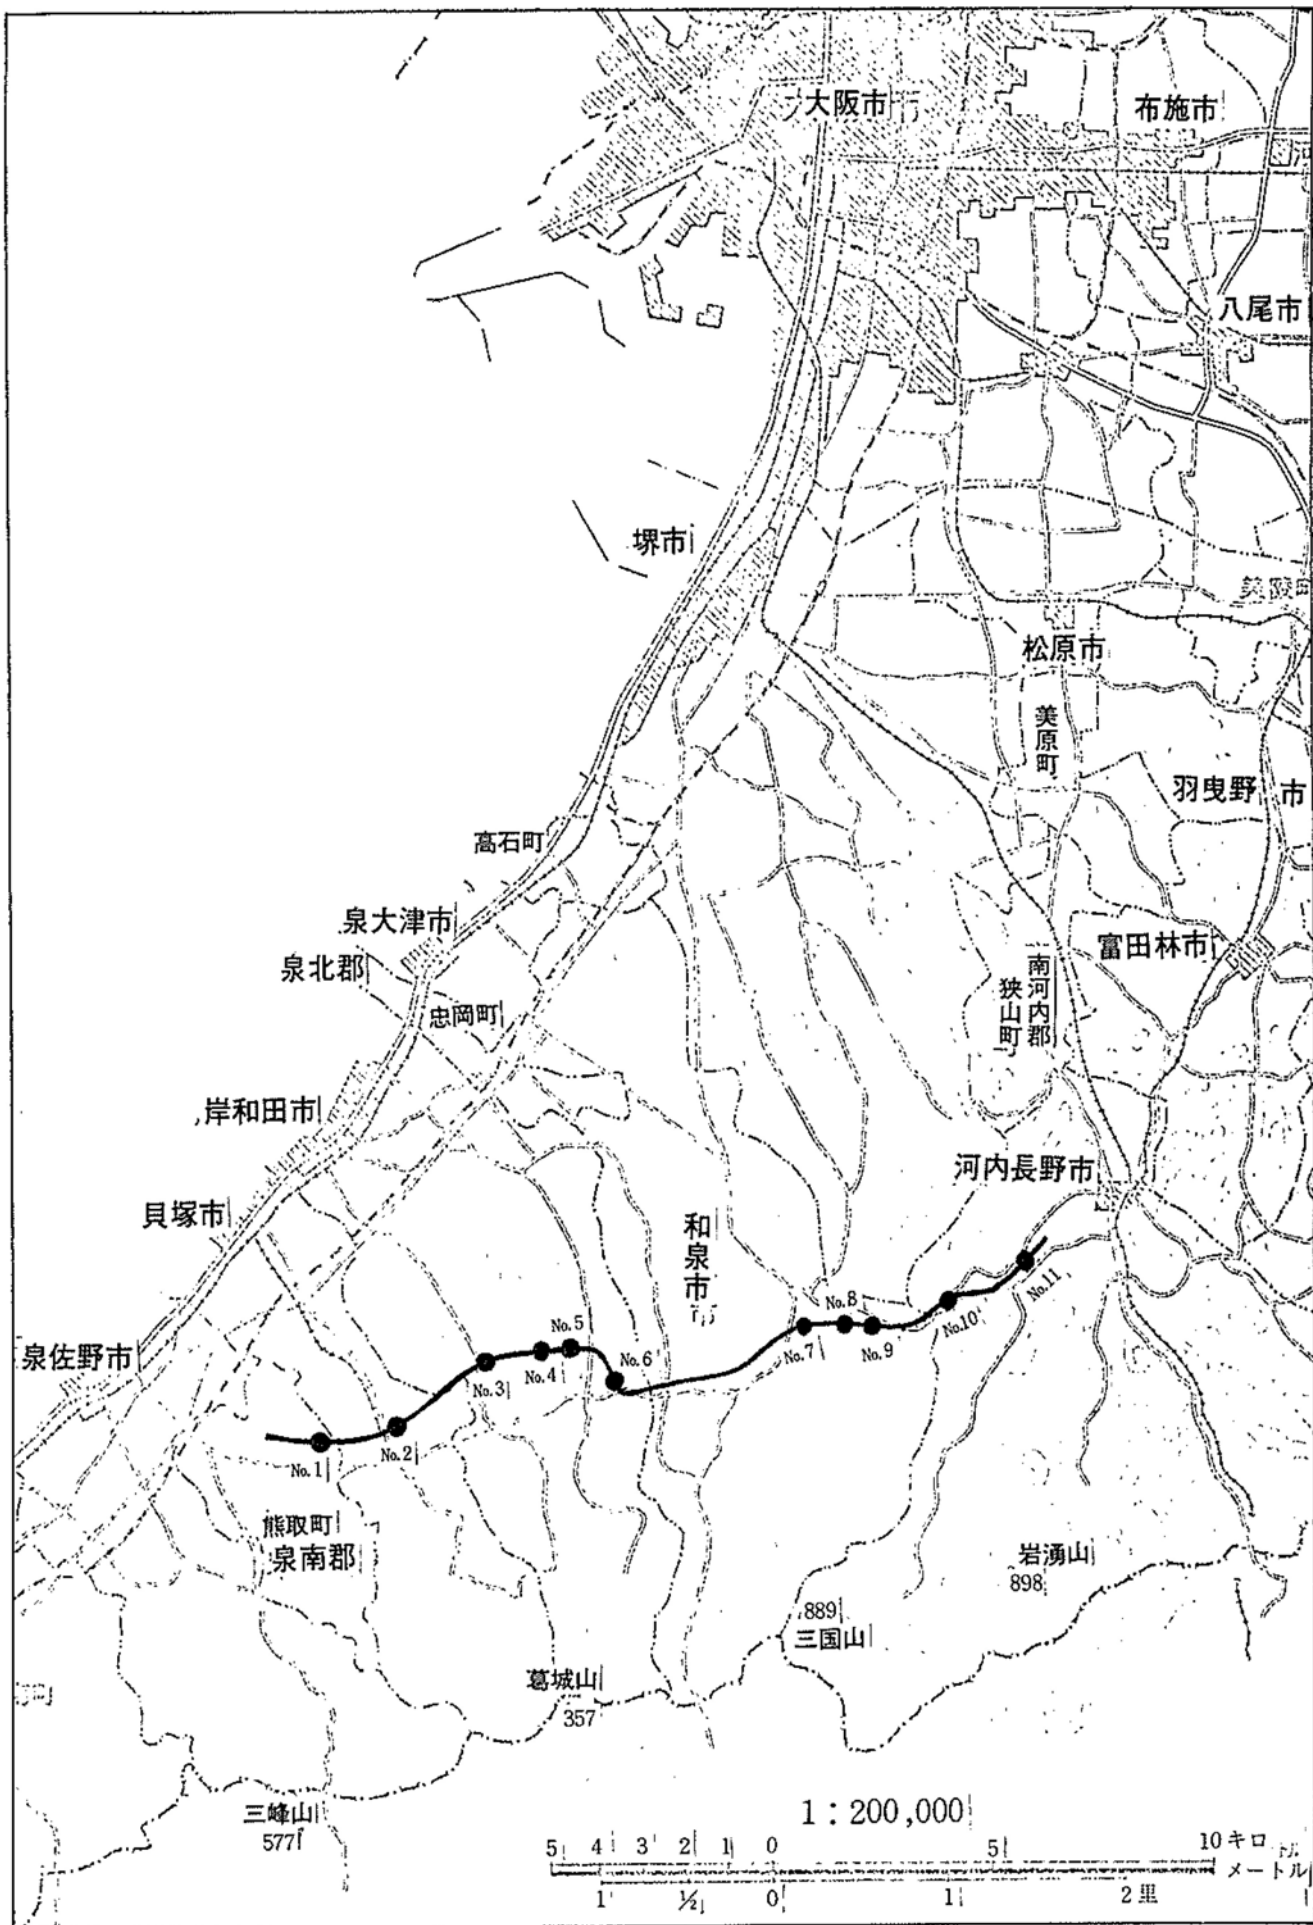 大阪市
布施市
八尾市
堺市
美陵町
松原市
美原町
羽曳野市
高石町
泉大津市
泉北郡
忠岡町
富田林市
南河内郡
狭山町
岸和田市
河内長野市
貝塚市
和泉市
泉佐野市
No.1
No.2
No.3
No.4
No.5
No.6
No.7
No.8
No.9
No.10
No.11
熊取町
泉南郡
岩湧山
898
889
三国山
葛城山
357
三峰山
577
1:200,000
5 4 3 2 1 0 5 10 キロメートル
1 ½ 0 1 2 里